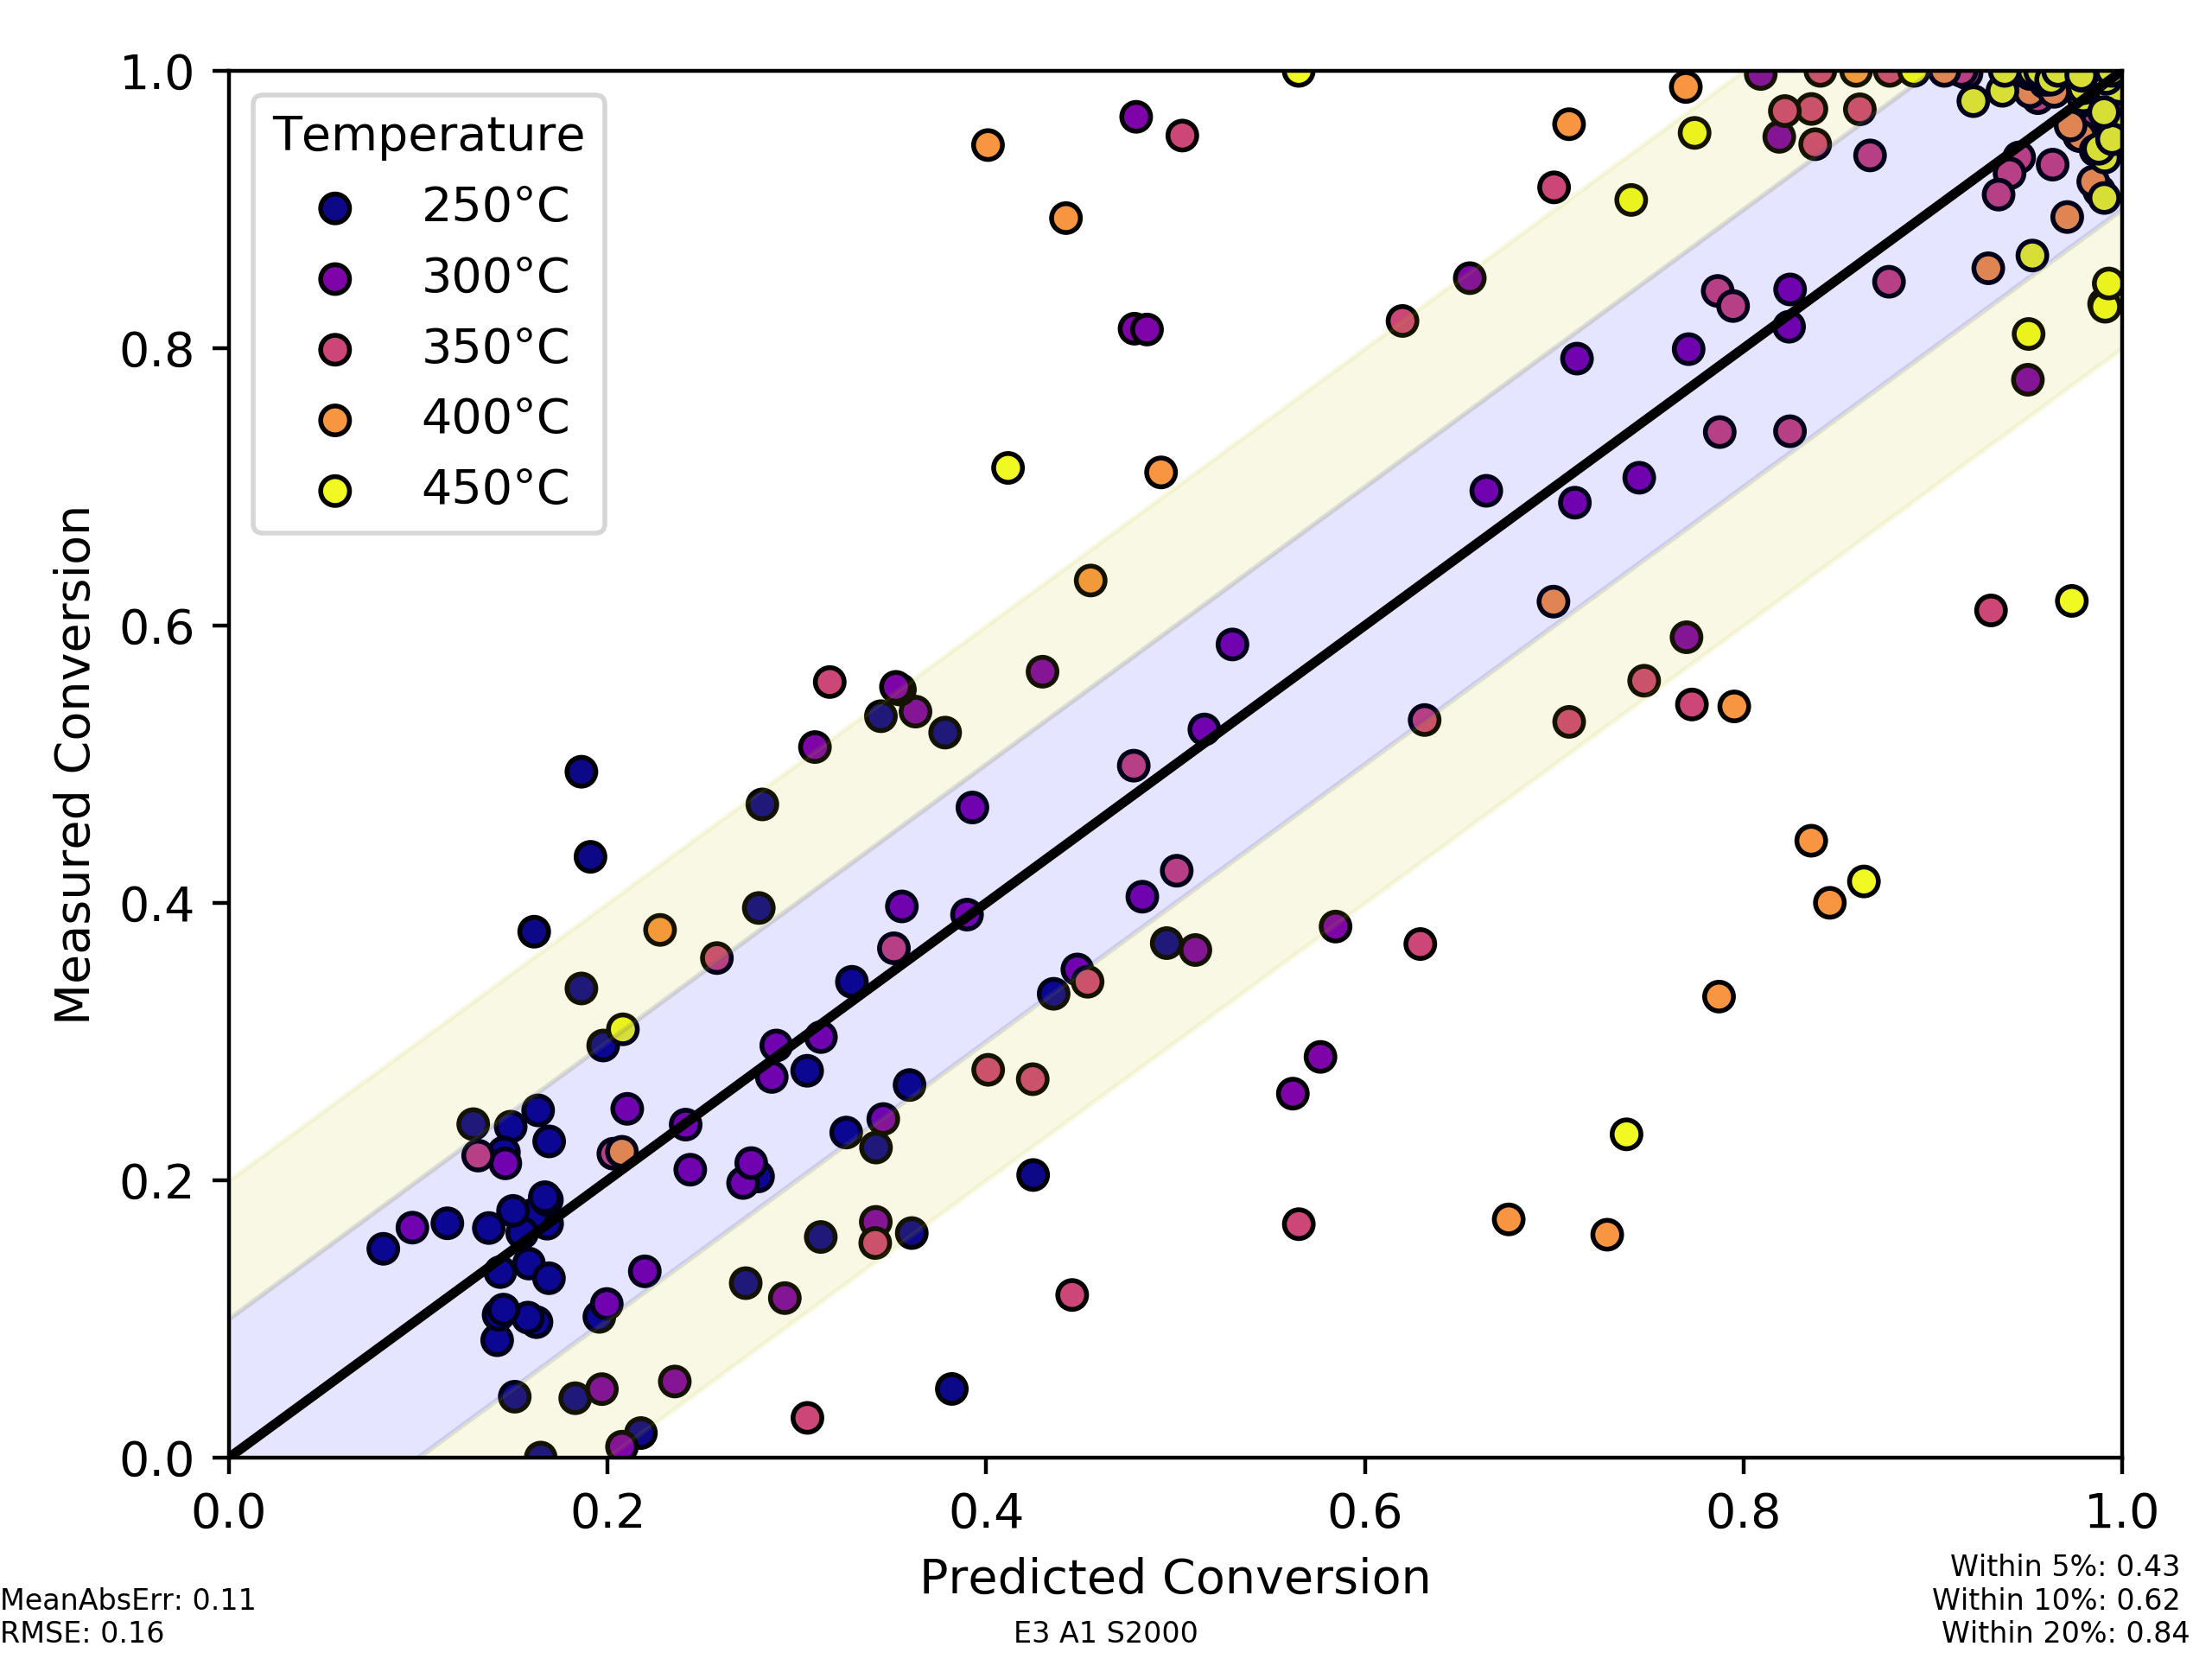 1.0
0.8
0.6
0.4
0.2
0.0
Measured Conversion
Temperature
250°C
300°C
350°C
400°C
450°C
0.0 0.2 0.4 0.6 0.8 1.0
Predicted Conversion
MeanAbsErr: 0.11
RMSE: 0.16
E3 A1 S2000
Within 5%: 0.43
Within 10%: 0.62
Within 20%: 0.84